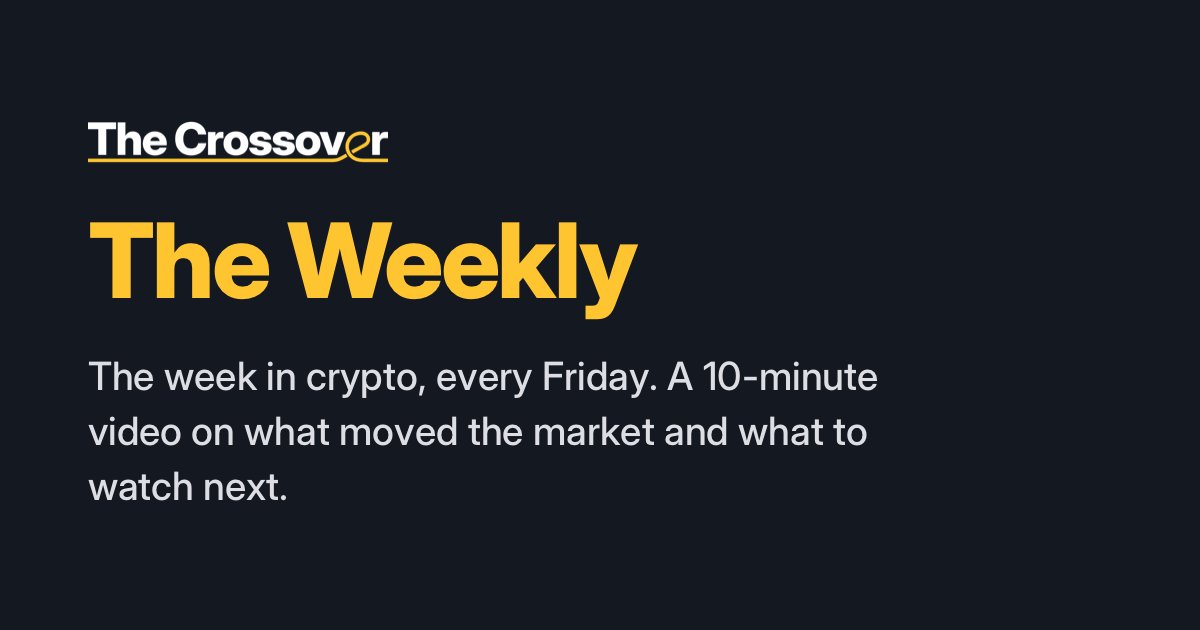 The Crossover
The Weekly
The week in crypto, every Friday. A 10-minute
video on what moved the market and what to
watch next.